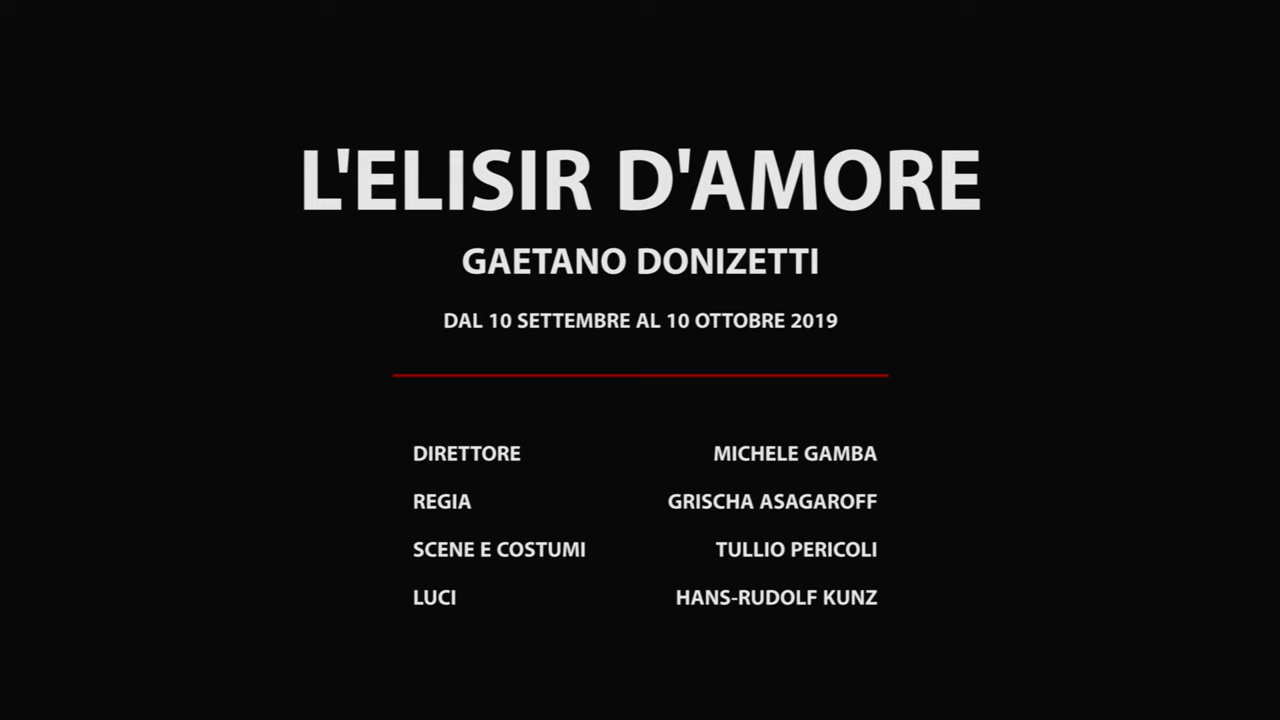 L'ELISIR D'AMORE
GAETANO DONIZETTI
DAL 10 SETTEMBRE AL 10 OTTOBRE 2019
DIRETTORE MICHELE GAMBA
REGIA GRISCHA ASAGAROFF
SCENE E COSTUMI TULLIO PERICOLI
LUCI HANS-RUDOLF KUNZ